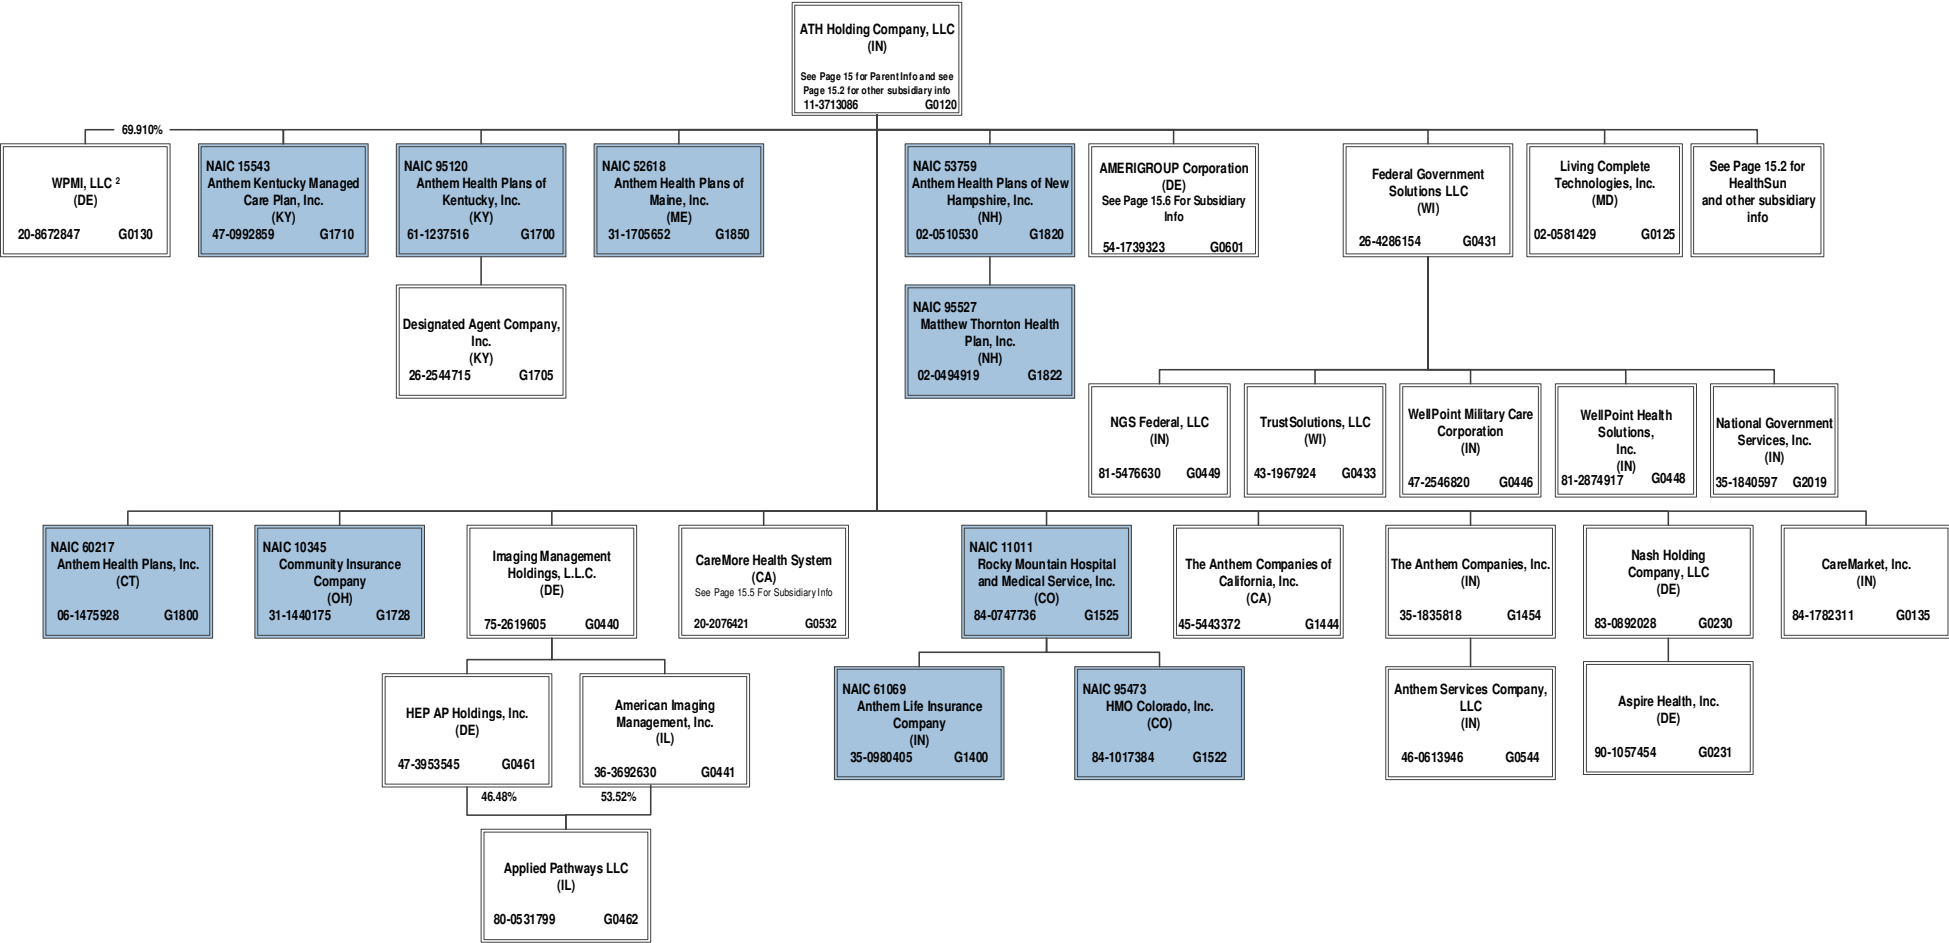 ATH Holding Company, LLC
(IN)
See Page 15 for Parent Info and see
Page 15.2 for other subsidiary info
11-3713086 G0120
69.910%
WPMI, LLC 2
(DE)
20-8672847 G0130
NAIC 15543
Anthem Kentucky Managed
Care Plan, Inc.
(KY)
47-0992859 G1710
NAIC 95120
Anthem Health Plans of
Kentucky, Inc.
(KY)
61-1237516 G1700
NAIC 52618
Anthem Health Plans of
Maine, Inc.
(ME)
31-1705652 G1850
NAIC 53759
Anthem Health Plans of New
Hampshire, Inc.
(NH)
02-0510530 G1820
AMERIGROUP Corporation
(DE)
See Page 15.6 For Subsidiary
Info
54-1739323 G0601
Federal Government
Solutions LLC
(WI)
26-4286154 G0431
Living Complete
Technologies, Inc.
(MD)
02-0581429 G0125
See Page 15.2 for
HealthSun
and other subsidiary
info
Designated Agent Company,
Inc.
(KY)
26-2544715 G1705
NAIC 95527
Matthew Thornton Health
Plan, Inc.
(NH)
02-0494919 G1822
NGS Federal, LLC
(IN)
81-5476630 G0449
TrustSolutions, LLC
(WI)
43-1967924 G0433
WellPoint Military Care
Corporation
(IN)
47-2546820 G0446
WellPoint Health
Solutions,
Inc.
(IN)
81-2874917 G0448
National Government
Services, Inc.
(IN)
35-1840597 G2019
NAIC 60217
Anthem Health Plans, Inc.
(CT)
06-1475928 G1800
NAIC 10345
Community Insurance
Company
(OH)
31-1440175 G1728
Imaging Management
Holdings, L.L.C.
(DE)
75-2619605 G0440
CareMore Health System
(CA)
See Page 15.5 For Subsidiary Info
20-2076421 G0532
NAIC 11011
Rocky Mountain Hospital
and Medical Service, Inc.
(CO)
84-0747736 G1525
The Anthem Companies of
California, Inc.
(CA)
45-5443372 G1444
The Anthem Companies, Inc.
(IN)
35-1835818 G1454
Nash Holding
Company, LLC
(DE)
83-0892028 G0230
CareMarket, Inc.
(IN)
84-1782311 G0135
HEP AP Holdings, Inc.
(DE)
47-3953545 G0461
American Imaging
Management, Inc.
(IL)
36-3692630 G0441
NAIC 61069
Anthem Life Insurance
Company
(IN)
35-0980405 G1400
NAIC 95473
HMO Colorado, Inc.
(CO)
84-1017384 G1522
Anthem Services Company,
LLC
(IN)
46-0613946 G0544
Aspire Health, Inc.
(DE)
90-1057454 G0231
46.48% 53.52%
Applied Pathways LLC
(IL)
80-0531799 G0462